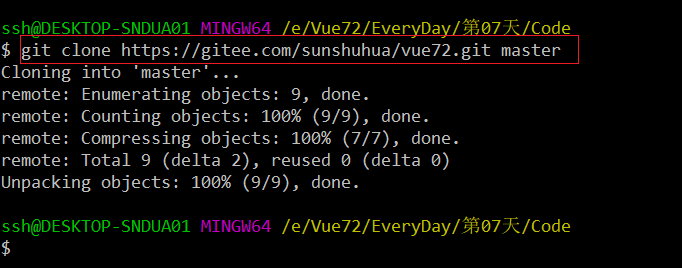 ssh@DESKTOP-SNDUA01 MINGW64 /e/Vue72/EveryDay/第07天/Code
$ git clone https://gitee.com/sunshuhua/vue72.git master
Cloning into 'master'...
remote: Enumerating objects: 9, done.
remote: Counting objects: 100% (9/9), done.
remote: Compressing objects: 100% (7/7), done.
remote: Total 9 (delta 2), reused 0 (delta 0)
Unpacking objects: 100% (9/9), done.
ssh@DESKTOP-SNDUA01 MINGW64 /e/Vue72/EveryDay/第07天/Code
$